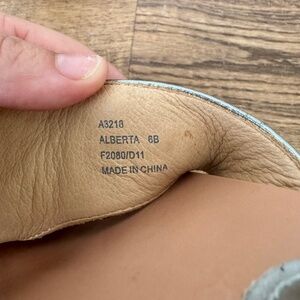 A3218
ALBERTA 6B
F2080/D11
MADE IN CHINA